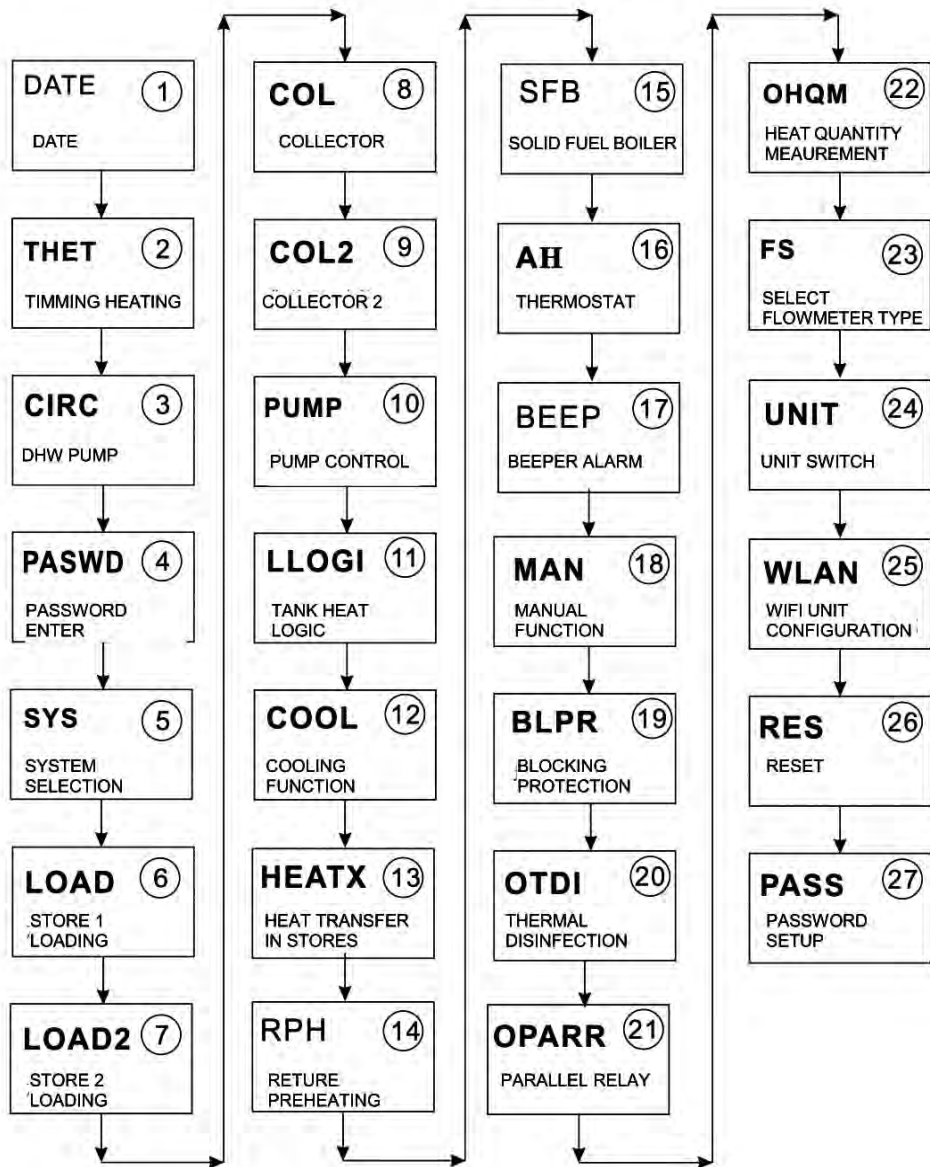 DATE 1
DATE
THET 2
TIMMING HEATING
CIRC 3
DHW PUMP
PASWD 4
PASSWORD
ENTER
SYS 5
SYSTEM
SELECTION
LOAD 6
STORE 1
LOADING
LOAD2 7
STORE 2
LOADING
COL 8
COLLECTOR
COL2 9
COLLECTOR 2
PUMP 10
PUMP CONTROL
LLOGI 11
TANK HEAT
LOGIC
COOL 12
COOLING
FUNCTION
HEATX 13
HEAT TRANSFER
IN STORES
RPH 14
RETURE
PREHEATING
SFB 15
SOLID FUEL BOILER
AH 16
THERMOSTAT
BEEP 17
BEEPER ALARM
MAN 18
MANUAL
FUNCTION
BLPR 19
BLOCKING
PROTECTION
OTDI 20
THERMAL
DISINFECTION
OPARR 21
PARALLEL RELAY
OHQM 22
HEAT QUANTITY
MEAUREMENT
FS 23
SELECT
FLOWMETER TYPE
UNIT 24
UNIT SWITCH
WLAN 25
WIFI UNIT
CONFIGURATION
RES 26
RESET
PASS 27
PASSWORD
SETUP